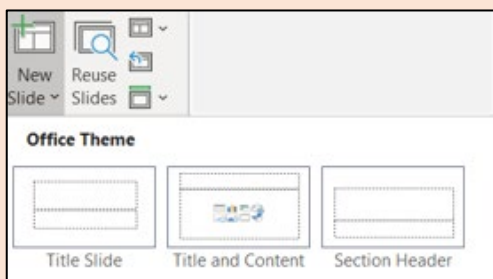 New
Slide
Reuse
Slides
Office Theme
Title Slide
Title and Content
Section Header